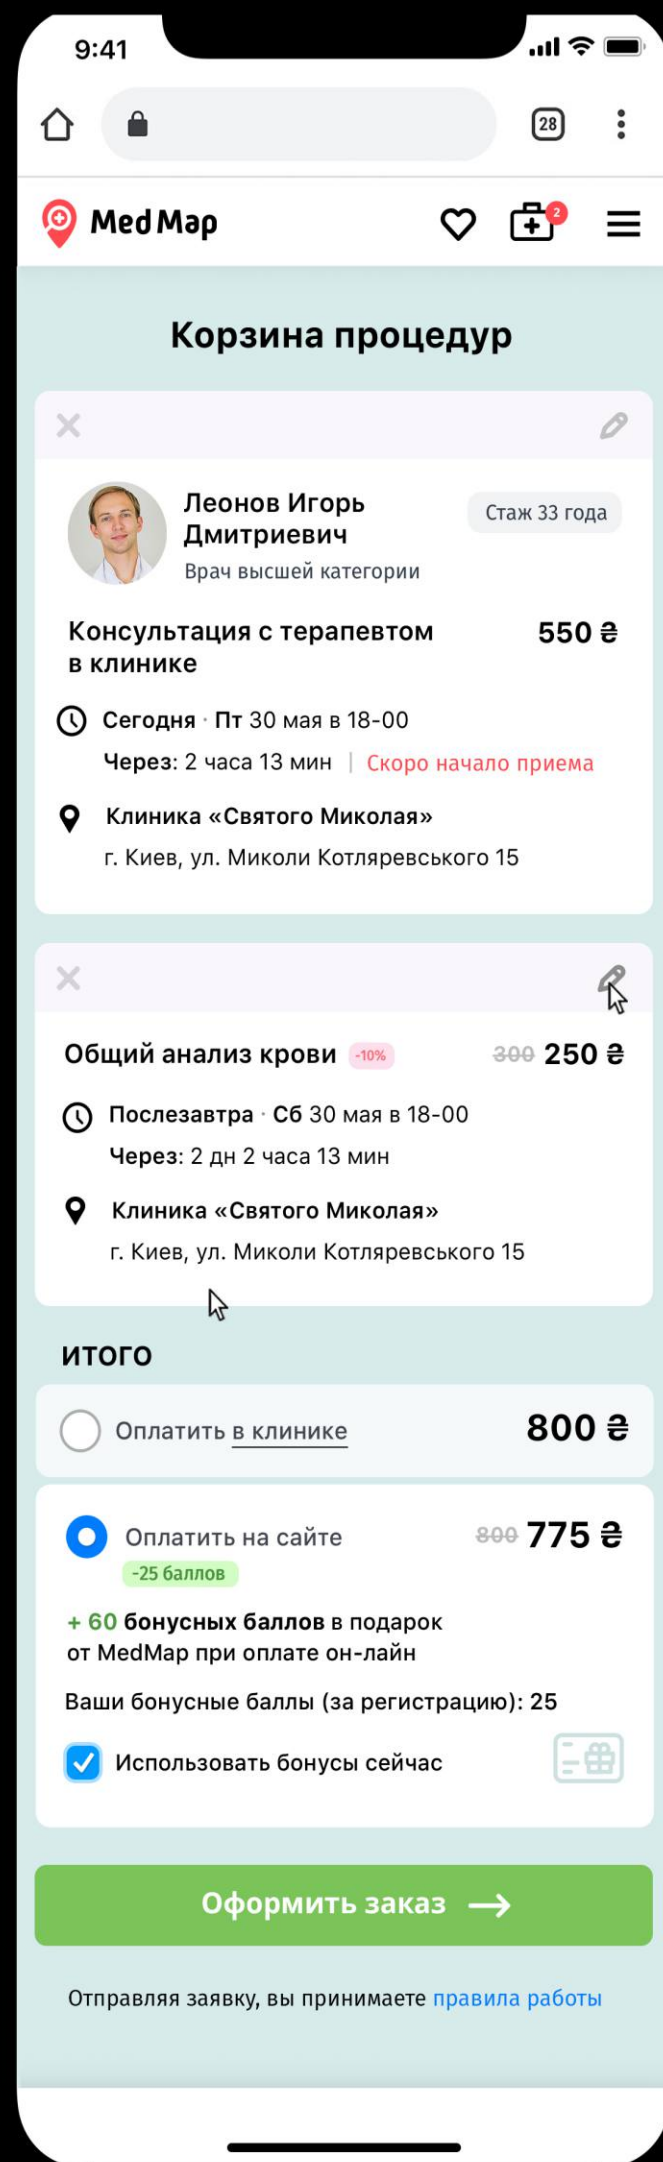 9:41
28
MedMap
2
Корзина процедур
Леонов Игорь
Дмитриевич
Стаж 33 года
Врач высшей категории
Консультация с терапевтом
в клинике
550 ₴
Сегодня · Пт 30 мая в 18-00
Через: 2 часа 13 мин | Скоро начало приема
Клиника «Святого Миколая»
г. Киев, ул. Миколи Котляревського 15
Общий анализ крови -10% 300 250 ₴
Послезавтра · Сб 30 мая в 18-00
Через: 2 дн 2 часа 13 мин
Клиника «Святого Миколая»
г. Киев, ул. Миколи Котляревського 15
ИТОГО
Оплатить в клинике 800 ₴
Оплатить на сайте 800 775 ₴
-25 баллов
+ 60 бонусных баллов в подарок
от MedMap при оплате он-лайн
Ваши бонусные баллы (за регистрацию): 25
Использовать бонусы сейчас
Оформить заказ →
Отправляя заявку, вы принимаете правила работы